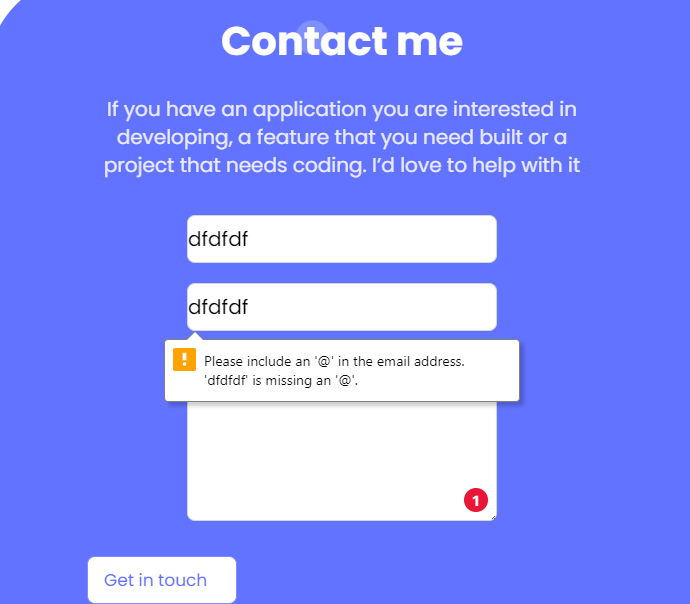 Contact me
If you have an application you are interested in
developing, a feature that you need built or a
project that needs coding. I’d love to help with it
dfdfdf
dfdfdf
! Please include an '@' in the email address.
'dfdfdf' is missing an '@'.
1
Get in touch